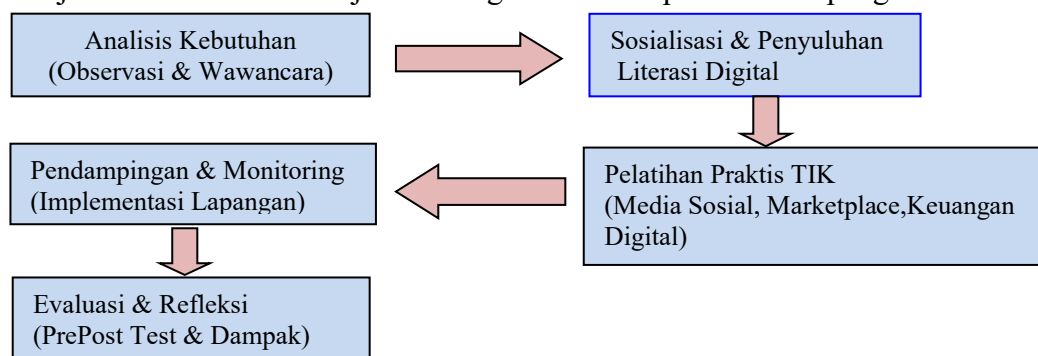 Analisis Kebutuhan
(Observasi & Wawancara)
Sosialisasi & Penyuluhan
Literasi Digital
Pelatihan Praktis TIK
(Media Sosial, Marketplace,Keuangan
Digital)
Pendampingan & Monitoring
(Implementasi Lapangan)
Evaluasi & Refleksi
(PrePost Test & Dampak)